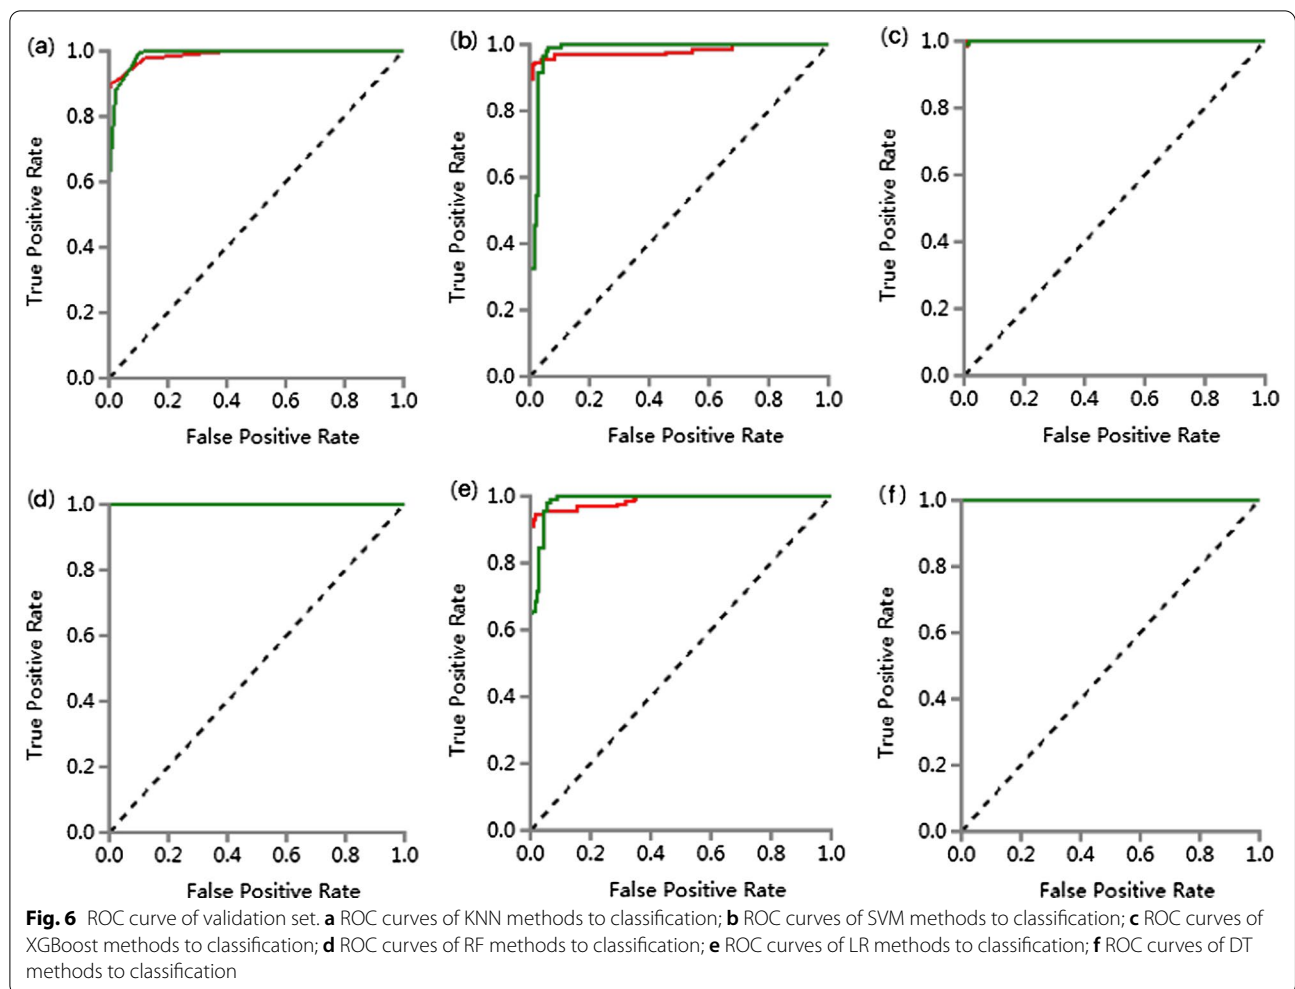 (a)
1.0
0.8
0.6
0.4
0.2
0.0
True Positive Rate
0.0 0.2 0.4 0.6 0.8 1.0
False Positive Rate
(b)
1.0
0.8
0.6
0.4
0.2
0.0
True Positive Rate
0.0 0.2 0.4 0.6 0.8 1.0
False Positive Rate
(c)
1.0
0.8
0.6
0.4
0.2
0.0
True Positive Rate
0.0 0.2 0.4 0.6 0.8 1.0
False Positive Rate
(d)
1.0
0.8
0.6
0.4
0.2
0.0
True Positive Rate
0.0 0.2 0.4 0.6 0.8 1.0
False Positive Rate
(e)
1.0
0.8
0.6
0.4
0.2
0.0
True Positive Rate
0.0 0.2 0.4 0.6 0.8 1.0
False Positive Rate
(f)
1.0
0.8
0.6
0.4
0.2
0.0
True Positive Rate
0.0 0.2 0.4 0.6 0.8 1.0
False Positive Rate
Fig. 6 ROC curve of validation set. a ROC curves of KNN methods to classification; b ROC curves of SVM methods to classification; c ROC curves of
XGBoost methods to classification; d ROC curves of RF methods to classification; e ROC curves of LR methods to classification; f ROC curves of DT
methods to classification